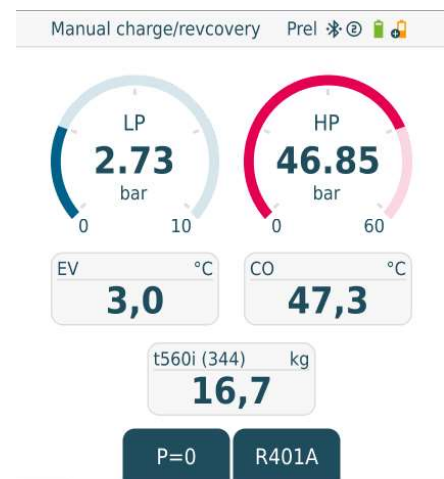 Manual charge/revcovery Prel ②
LP HP
2.73 46.85
bar bar
0 10 0 60
EV °C CO °C
3,0 47,3
t560i (344) kg
16,7
P=0 R401A